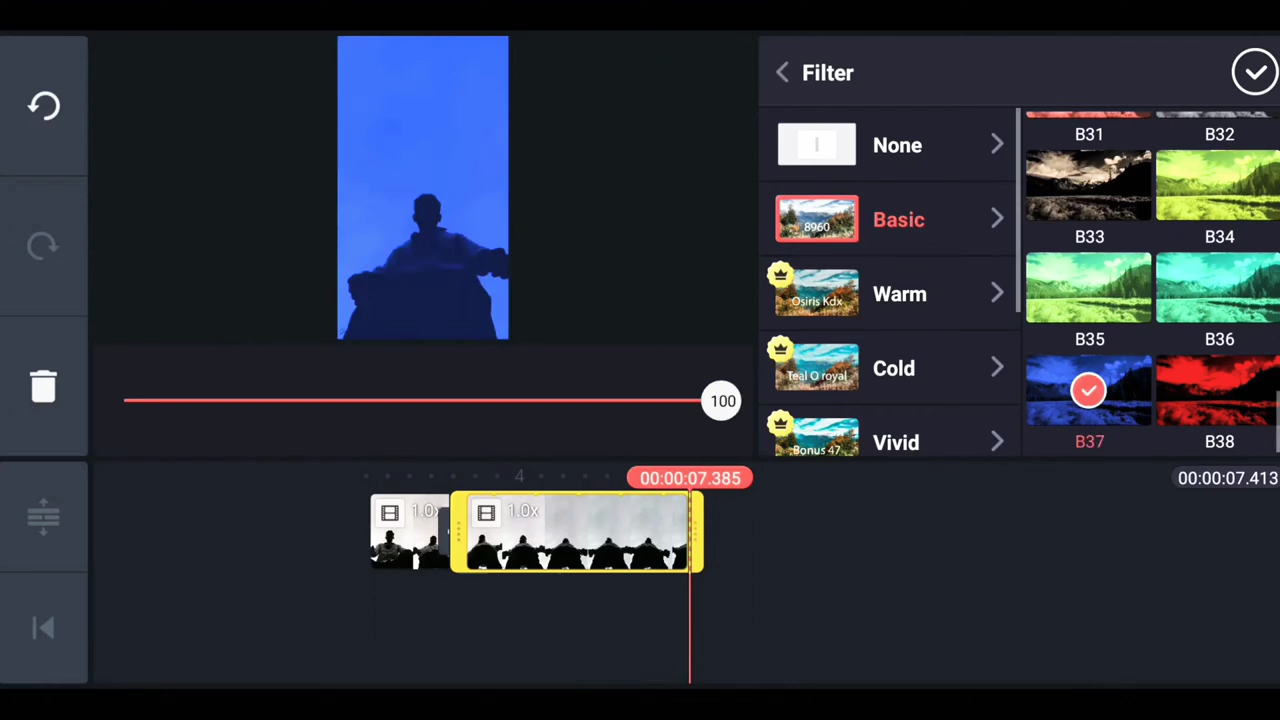 Filter
None
8960
Basic
Osiris Kdx
Warm
Teal O royal
Cold
Bonus 47
Vivid
B31
B32
B33
B34
B35
B36
B37
B38
100
4
00:00:07.385
00:00:07.413
1.0x
1.0x